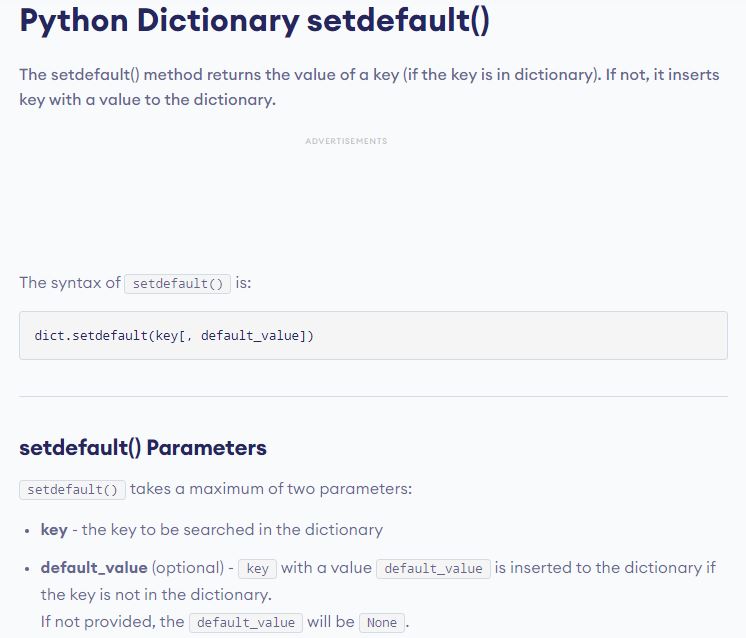 Python Dictionary setdefault()
The setdefault() method returns the value of a key (if the key is in dictionary). If not, it inserts
key with a value to the dictionary.
ADVERTISEMENTS
The syntax of setdefault() is:
dict.setdefault(key[, default_value])
setdefault() Parameters
setdefault() takes a maximum of two parameters:
• key - the key to be searched in the dictionary
• default_value (optional) - key with a value default_value is inserted to the dictionary if
the key is not in the dictionary.
If not provided, the default_value will be None.